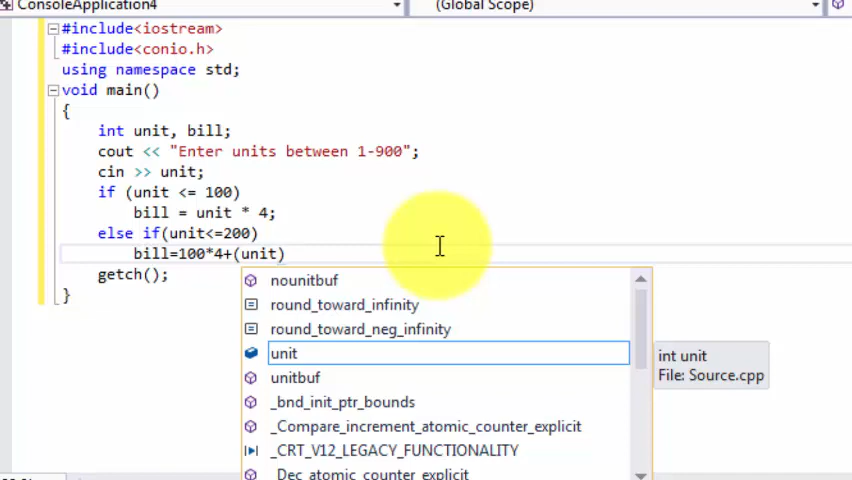 ConsoleApplication4
(Global Scope)
#include<iostream>
#include<conio.h>
using namespace std;
void main()
{
int unit, bill;
cout << "Enter units between 1-900";
cin >> unit;
if (unit <= 100)
bill = unit * 4;
else if(unit<=200)
bill=100*4+(unit)
getch();
}
nounitbuf
round_toward_infinity
round_toward_neg_infinity
unit
unitbuf
_bnd_init_ptr_bounds
_Compare_increment_atomic_counter_explicit
_CRT_V12_LEGACY_FUNCTIONALITY
_Dec_atomic_counter_explicit
int unit
File: Source.cpp